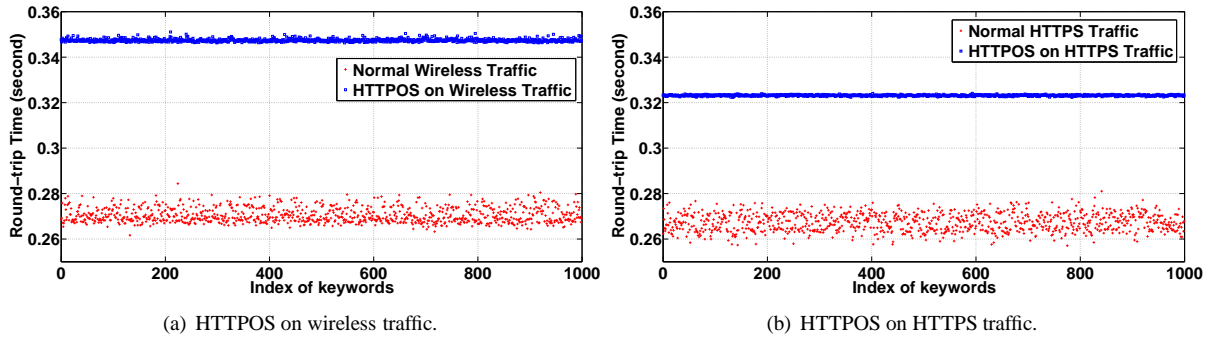 0.36
0.34
0.32
0.3
0.28
0.26
Round-trip Time (second)
Normal Wireless Traffic
HTTPOS on Wireless Traffic
0 200 400 600 800 1000
Index of keywords
(a) HTTPOS on wireless traffic.
0.36
0.34
0.32
0.3
0.28
0.26
Round-trip Time (second)
Normal HTTPS Traffic
HTTPOS on HTTPS Traffic
0 200 400 600 800 1000
Index of keywords
(b) HTTPOS on HTTPS traffic.